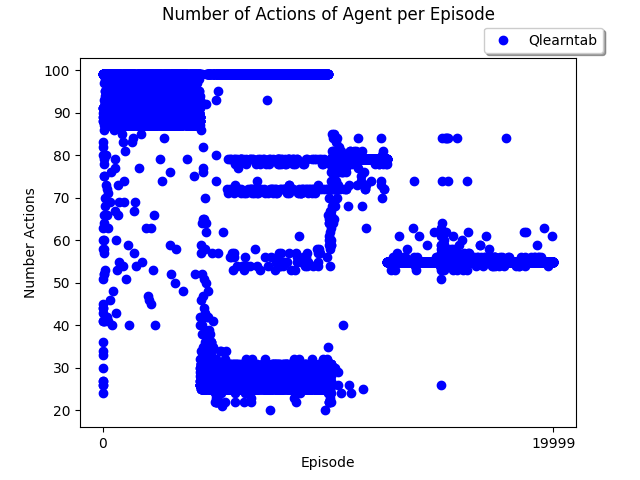 Number of Actions of Agent per Episode
Qlearntab
100
90
80
70
60
50
40
30
20
Number Actions
0 19999
Episode